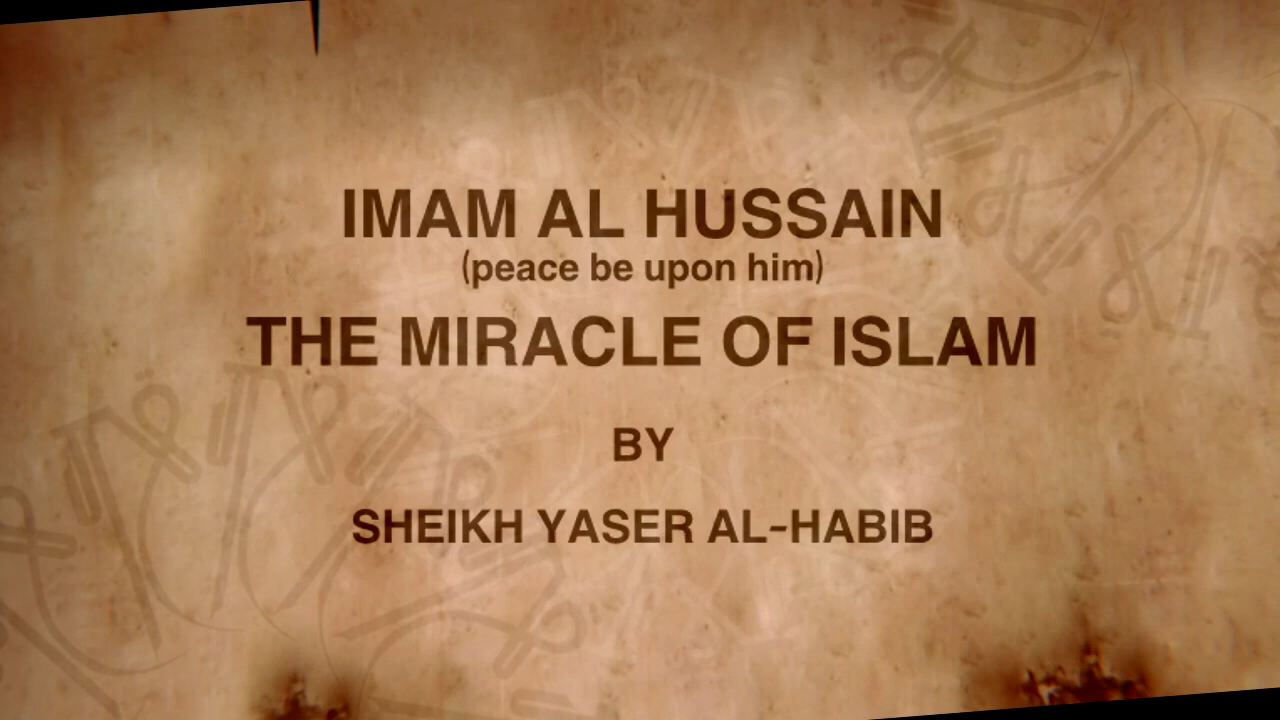 IMAM AL HUSSAIN
(peace be upon him)
THE MIRACLE OF ISLAM
BY
SHEIKH YASER AL-HABIB